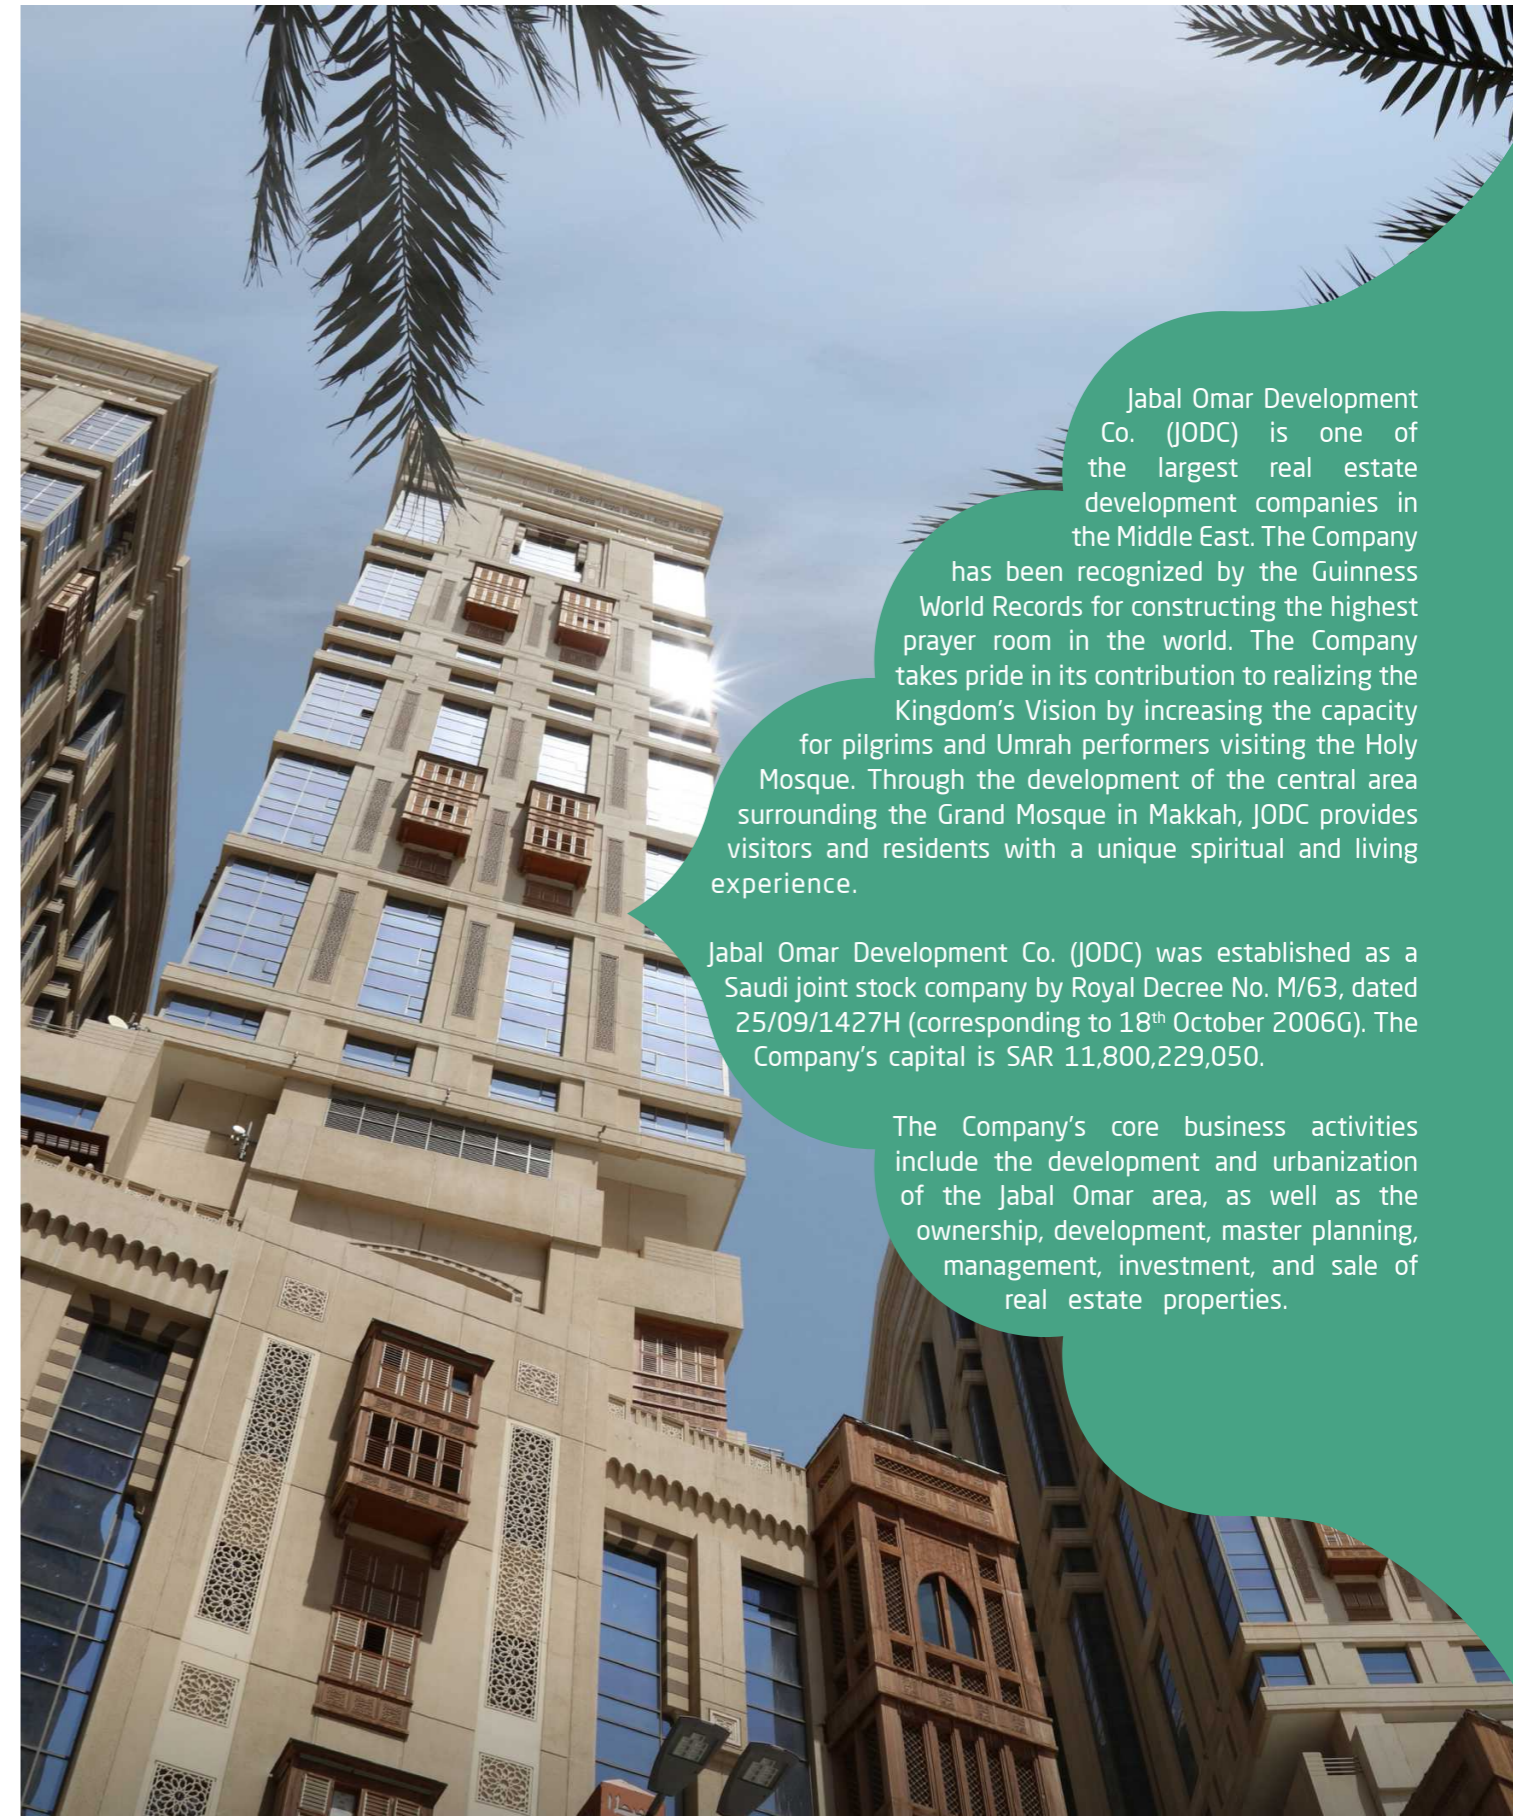 Jabal Omar Development
Co. (JODC) is one of
the largest real estate
development companies in
the Middle East. The Company
has been recognized by the Guinness
World Records for constructing the highest
prayer room in the world. The Company
takes pride in its contribution to realizing the
Kingdom’s Vision by increasing the capacity
for pilgrims and Umrah performers visiting the Holy
Mosque. Through the development of the central area
surrounding the Grand Mosque in Makkah, JODC provides
visitors and residents with a unique spiritual and living
experience.
Jabal Omar Development Co. (JODC) was established as a
Saudi joint stock company by Royal Decree No. M/63, dated
25/09/1427H (corresponding to 18th October 2006G). The
Company’s capital is SAR 11,800,229,050.
The Company’s core business activities
include the development and urbanization
of the Jabal Omar area, as well as the
ownership, development, master planning,
management, investment, and sale of
real estate properties.